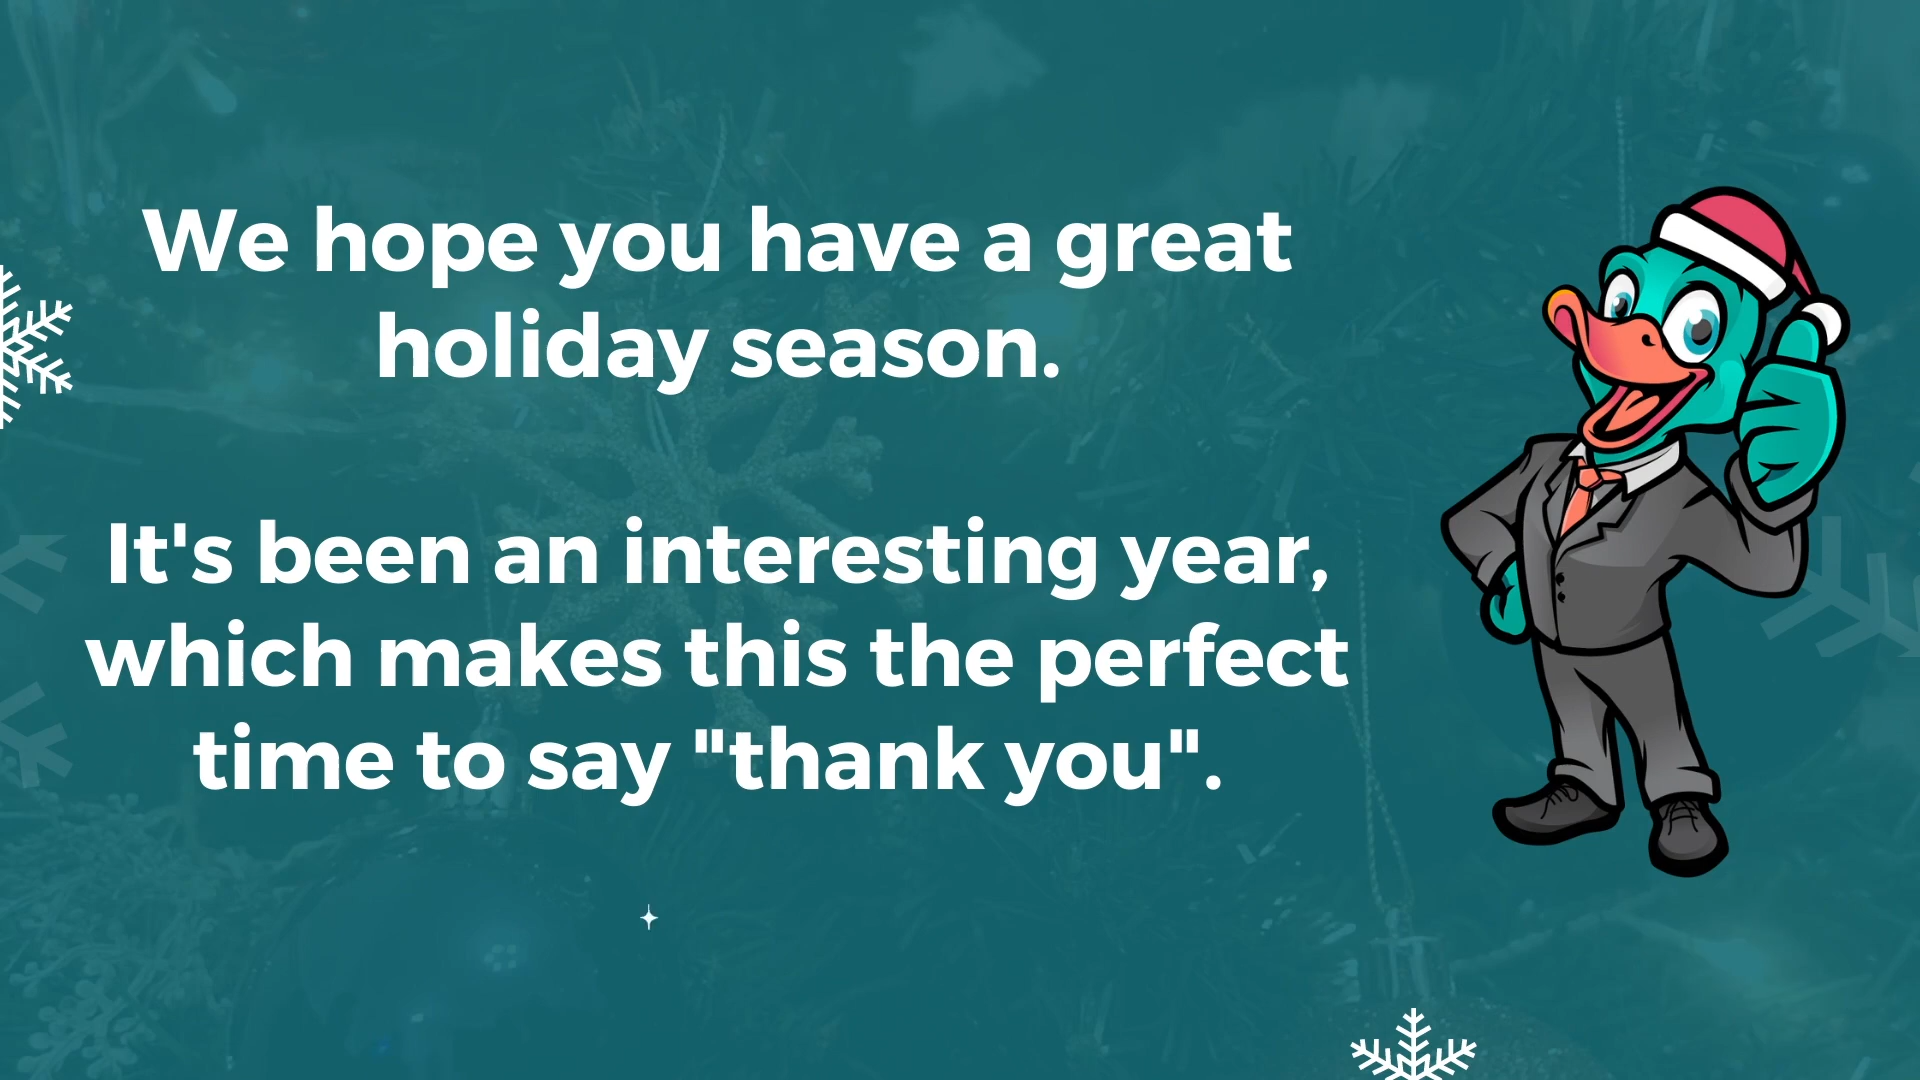 We hope you have a great
holiday season.
It's been an interesting year,
which makes this the perfect
time to say "thank you".